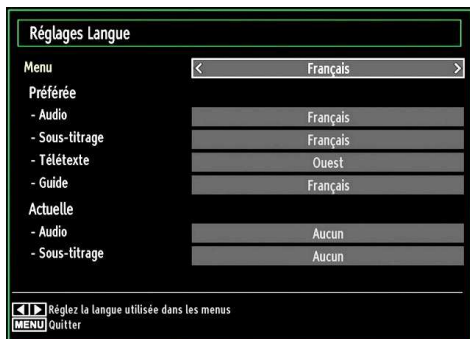 Réglages Langue
Menu < Français >
Préférée
- Audio Français
- Sous-titrage Français
- Télétexte Ouest
- Guide Français
Actuelle
- Audio Aucun
- Sous-titrage Aucun
Réglez la langue utilisée dans les menus
MENU Quitter